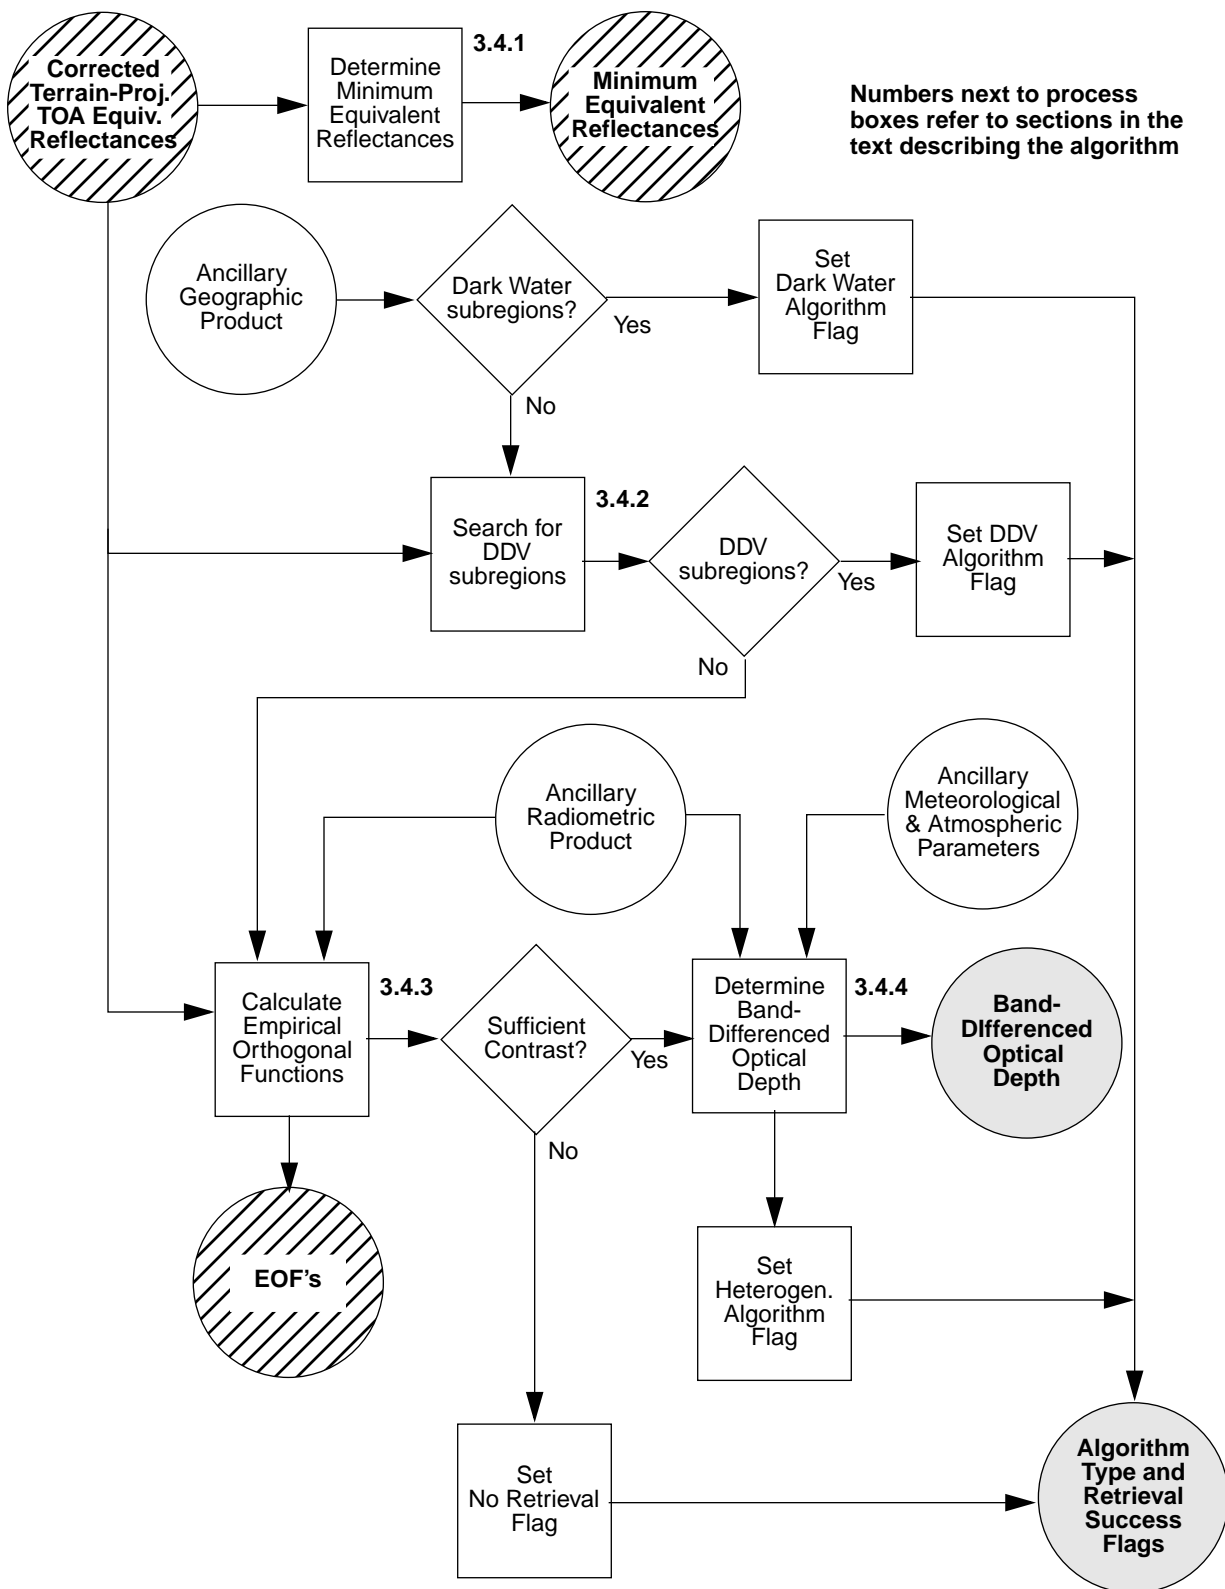 Corrected
Terrain-Proj.
TOA Equiv.
Reflectances
Determine
Minimum
Equivalent
Reflectances
3.4.1
Minimum
Equivalent
Reflectances
Numbers next to process
boxes refer to sections in the
text describing the algorithm
Ancillary
Geographic
Product
Dark Water
subregions?
Yes
No
Set
Dark Water
Algorithm
Flag
Search for
DDV
subregions
3.4.2
DDV
subregions?
Yes
No
Set DDV
Algorithm
Flag
Ancillary
Radiometric
Product
Ancillary
Meteorological
& Atmospheric
Parameters
Calculate
Empirical
Orthogonal
Functions
3.4.3
Sufficient
Contrast?
Yes
No
Determine
Band-
Differenced
Optical
Depth
3.4.4
Band-
DIfferenced
Optical
Depth
EOF's
Set
Heterogen.
Algorithm
Flag
Set
No Retrieval
Flag
Algorithm
Type and
Retrieval
Success
Flags